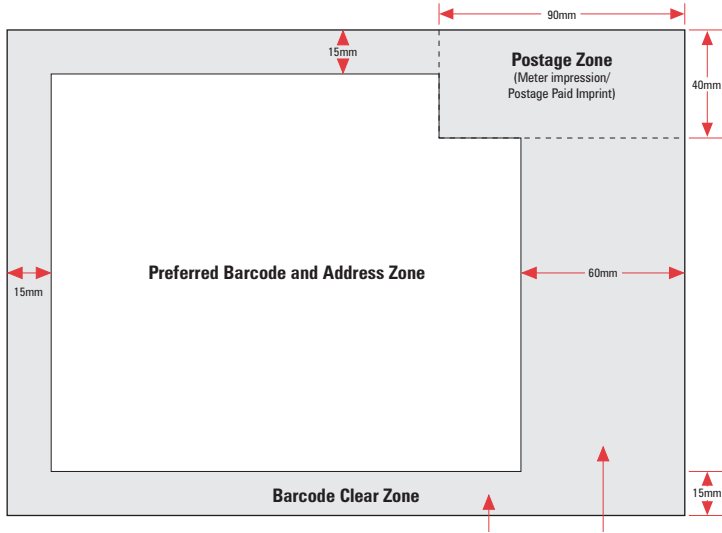 90mm
15mm
Postage Zone
(Meter impression/
Postage Paid Imprint)
40mm
Preferred Barcode and Address Zone
15mm
60mm
Barcode Clear Zone
15mm